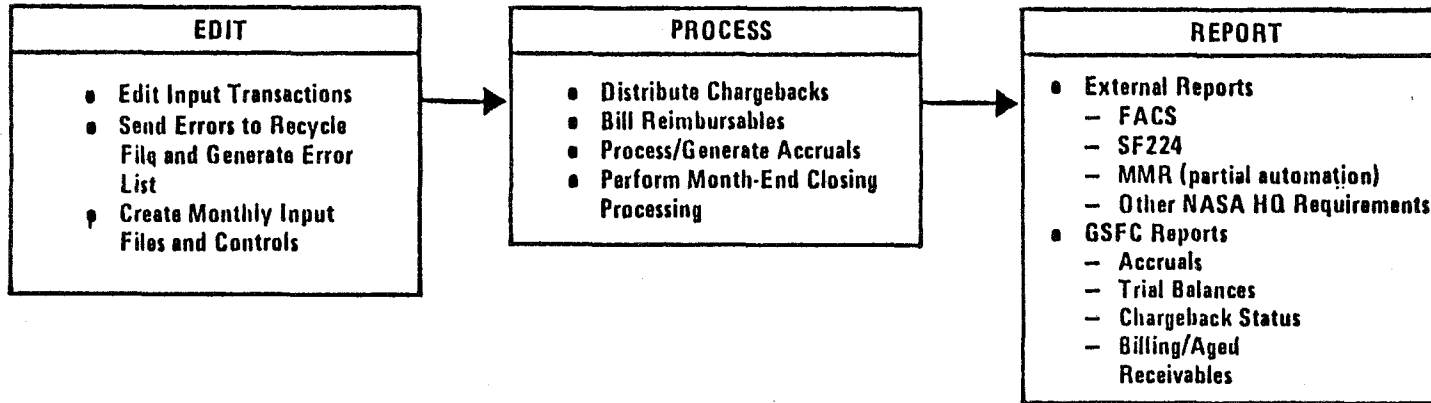 EDIT
• Edit Input Transactions
• Send Errors to Recycle
File and Generate Error
List
• Create Monthly Input
Files and Controls
PROCESS
• Distribute Chargebacks
• Bill Reimbursables
• Process/Generate Accruals
• Perform Month-End Closing
Processing
REPORT
• External Reports
– FACS
– SF224
– MMR (partial automation)
– Other NASA HQ Requirements
• GSFC Reports
– Accruals
– Trial Balances
– Chargeback Status
– Billing/Aged
Receivables